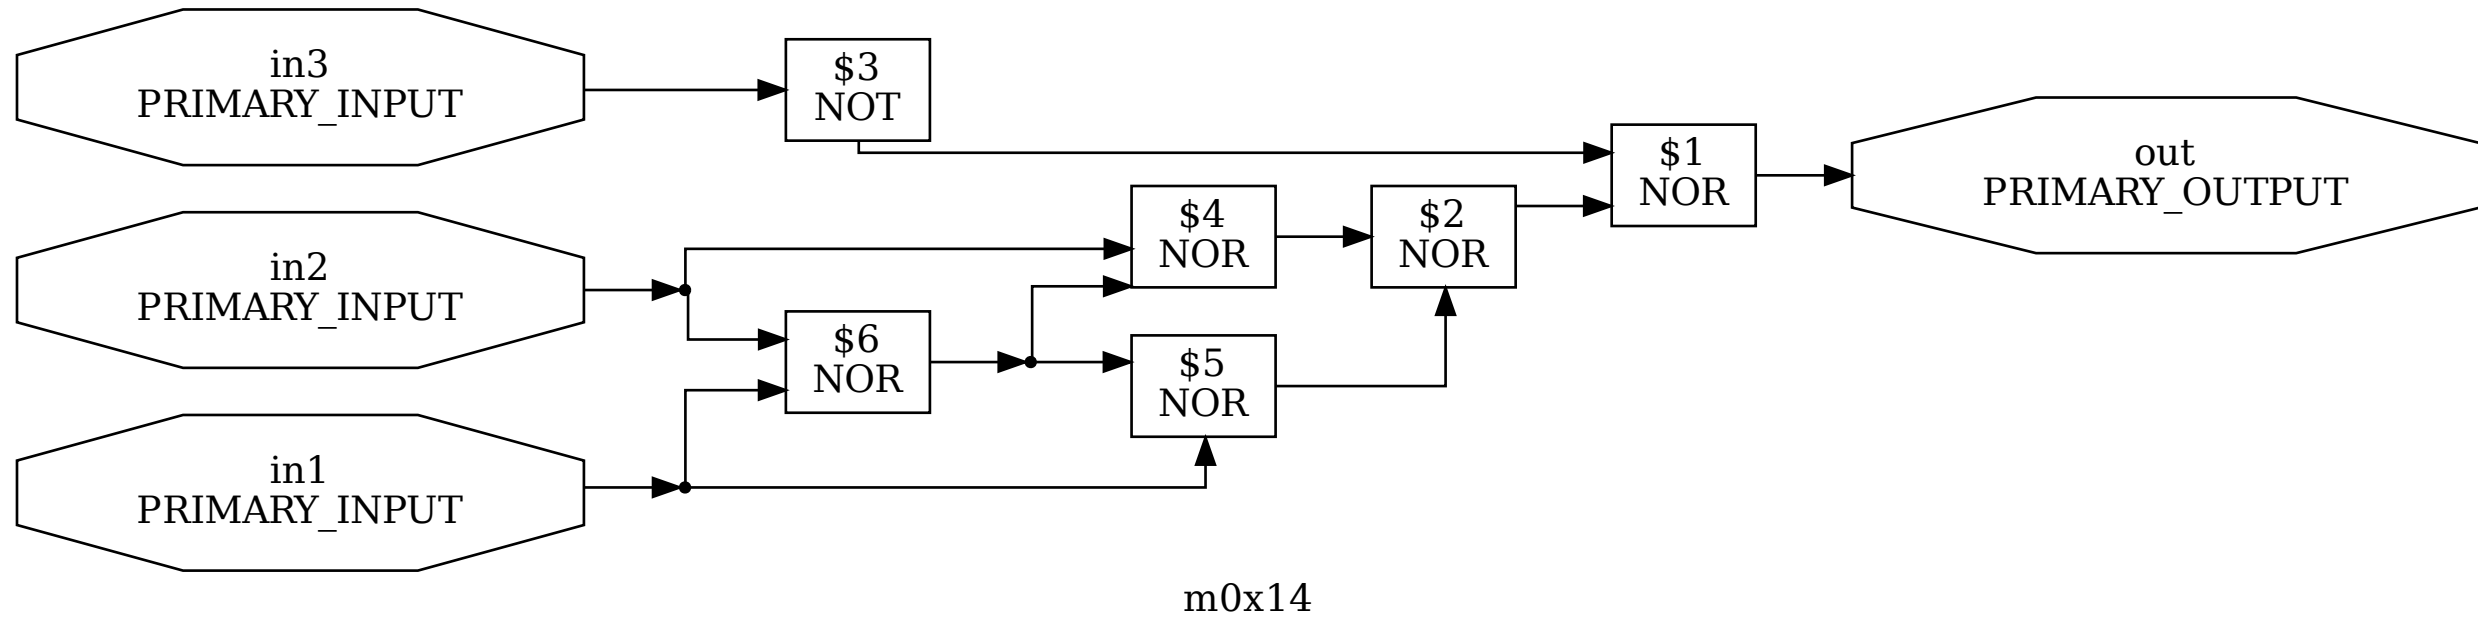 in3
PRIMARY_INPUT
$3
NOT
$1
NOR
out
PRIMARY_OUTPUT
in2
PRIMARY_INPUT
$4
NOR
$2
NOR
$6
NOR
$5
NOR
in1
PRIMARY_INPUT
m0x14